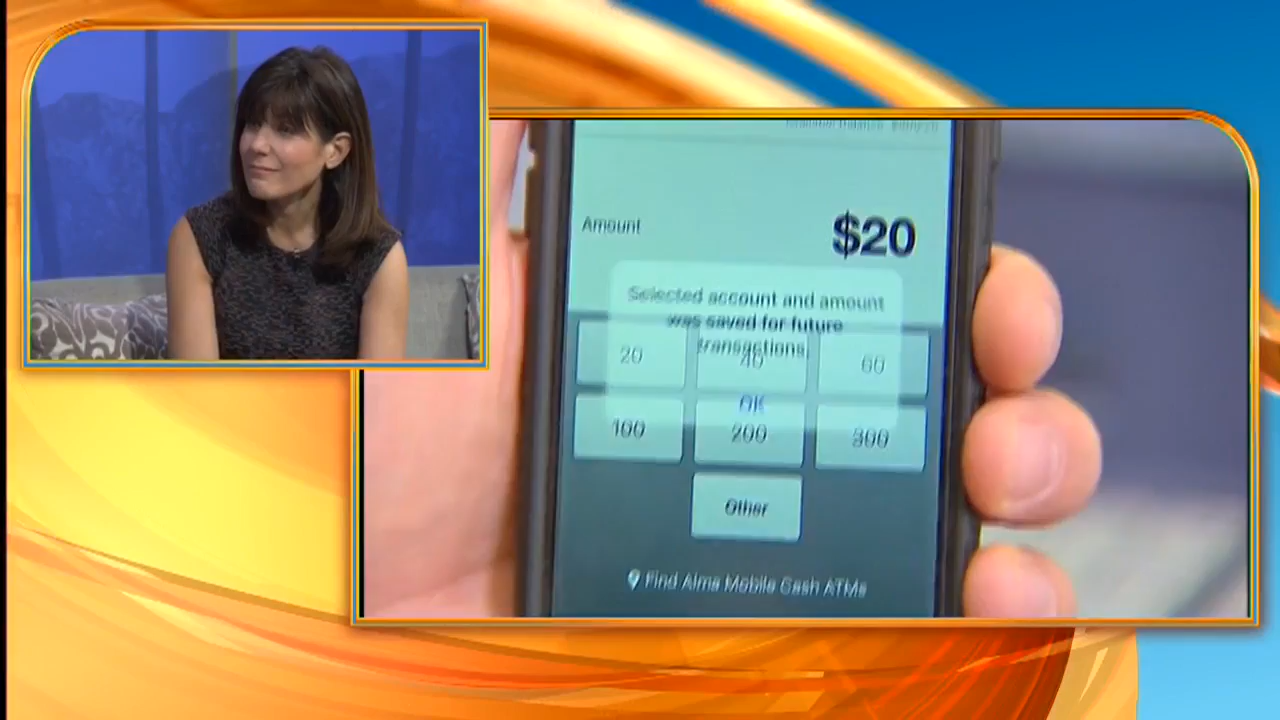 Amount
$20
Selected account and amount
was saved for future
transactions.
20
40
60
OK
100
200
300
Other
Find Alma Mobile Cash ATMs